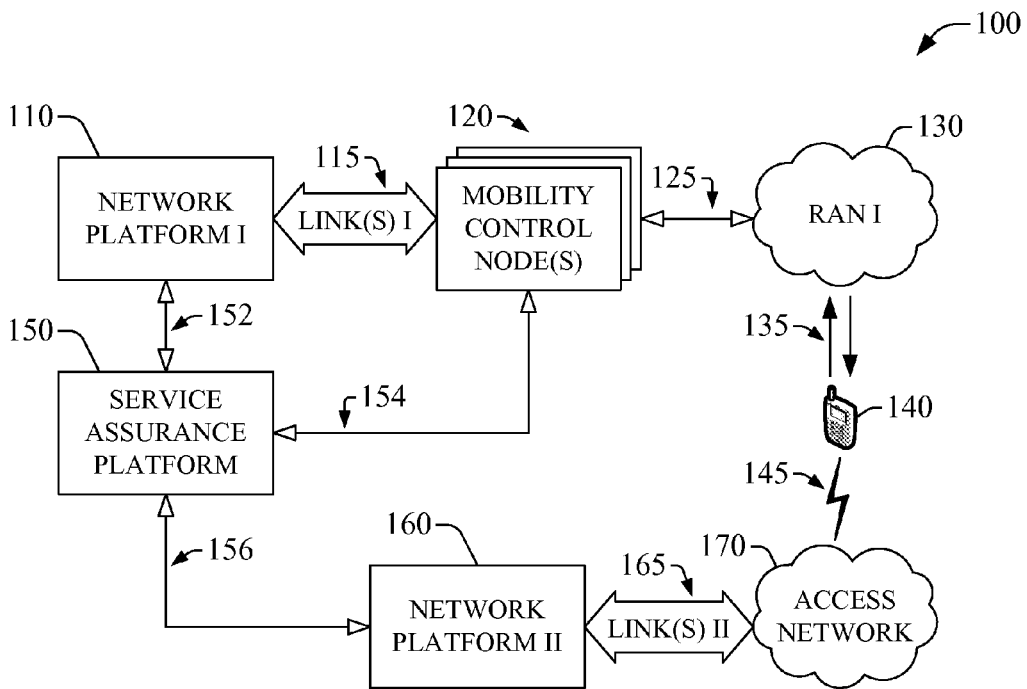 100
110
120
130
115
125
NETWORK
PLATFORM I
LINK(S) I
MOBILITY
CONTROL
NODE(S)
RAN I
150
152
135
SERVICE
ASSURANCE
PLATFORM
154
140
145
156
160
165
170
NETWORK
PLATFORM II
LINK(S) II
ACCESS
NETWORK